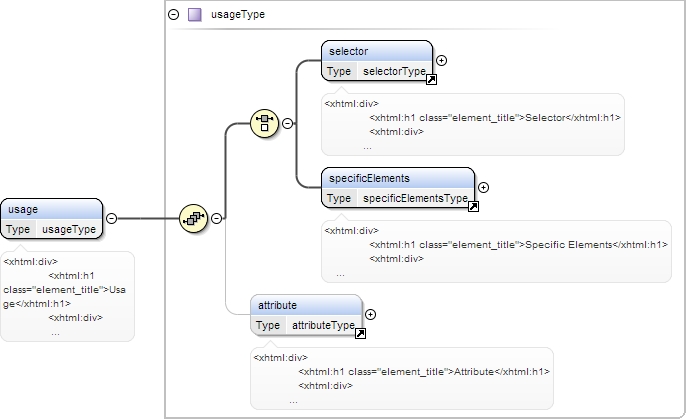 usageType
selector
Type selectorType
<xhtml:div>
<xhtml:h1 class="element_title">Selector</xhtml:h1>
<xhtml:div>
...
specificElements
Type specificElementsType
<xhtml:div>
<xhtml:h1 class="element_title">Specific Elements</xhtml:h1>
<xhtml:div>
...
usage
Type usageType
<xhtml:div>
<xhtml:h1
class="element_title">Usa
ge</xhtml:h1>
<xhtml:div>
...
attribute
Type attributeType
<xhtml:div>
<xhtml:h1 class="element_title">Attribute</xhtml:h1>
<xhtml:div>
...